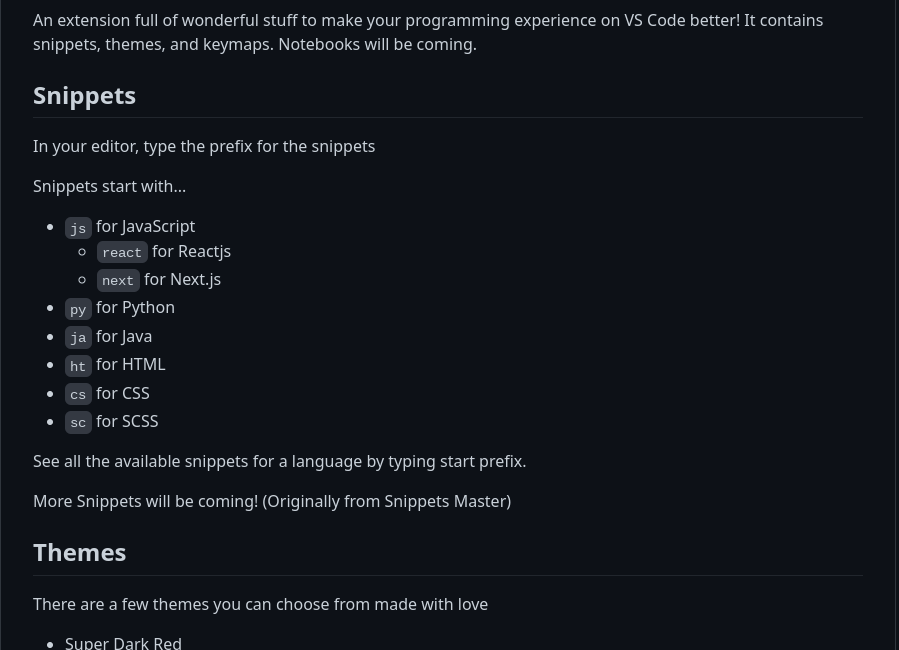 An extension full of wonderful stuff to make your programming experience on VS Code better! It contains
snippets, themes, and keymaps. Notebooks will be coming.
Snippets
In your editor, type the prefix for the snippets
Snippets start with...
js for JavaScript
react for Reactjs
next for Next.js
py for Python
ja for Java
ht for HTML
cs for CSS
sc for SCSS
See all the available snippets for a language by typing start prefix.
More Snippets will be coming! (Originally from Snippets Master)
Themes
There are a few themes you can choose from made with love
Super Dark Red